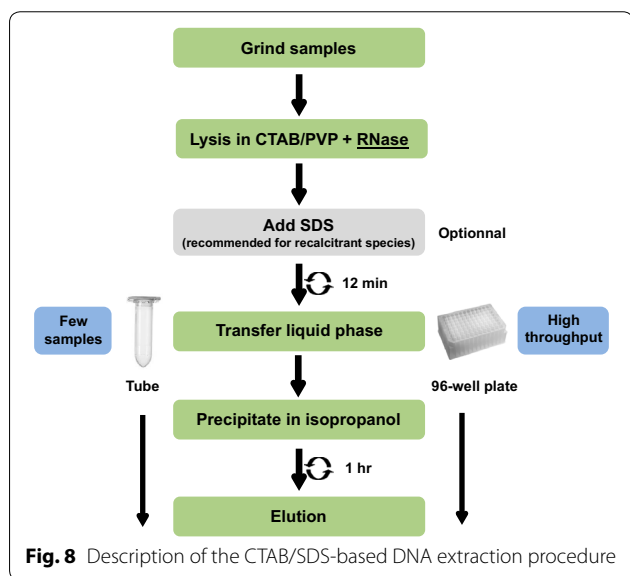 Grind samples
Lysis in CTAB/PVP + RNase
Add SDS
(recommended for recalcitrant species)
Optionnal
12 min
Few
samples
Transfer liquid phase
High
throughput
Tube
96-well plate
Precipitate in isopropanol
1 hr
Elution
Fig. 8 Description of the CTAB/SDS-based DNA extraction procedure